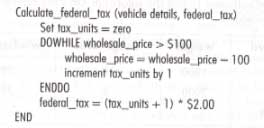 Calculate_federal_tax (vehicle details, federal_tax)
Set tax_units = zero
DOWHILE wholesale_price > $100
wholesale_price = wholesale_price – 100
increment tax_units by 1
ENDDO
federal_tax = (tax_units + 1) * $2.00
END